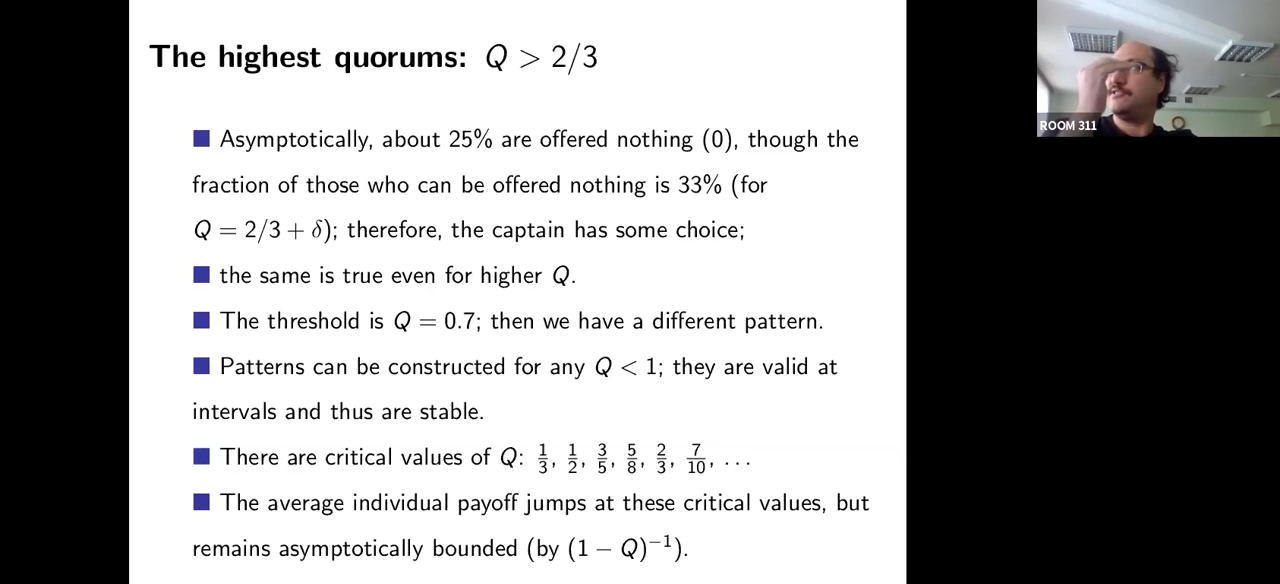 The highest quorums: Q > 2/3
■ Asymptotically, about 25% are offered nothing (0), though the
fraction of those who can be offered nothing is 33% (for
Q = 2/3 + δ); therefore, the captain has some choice;
■ the same is true even for higher Q.
■ The threshold is Q = 0.7; then we have a different pattern.
■ Patterns can be constructed for any Q < 1; they are valid at
intervals and thus are stable.
■ There are critical values of Q: 1/3, 1/2, 3/5, 5/8, 2/3, 7/10, ...
■ The average individual payoff jumps at these critical values, but
remains asymptotically bounded (by (1 − Q)⁻¹).
ROOM 311